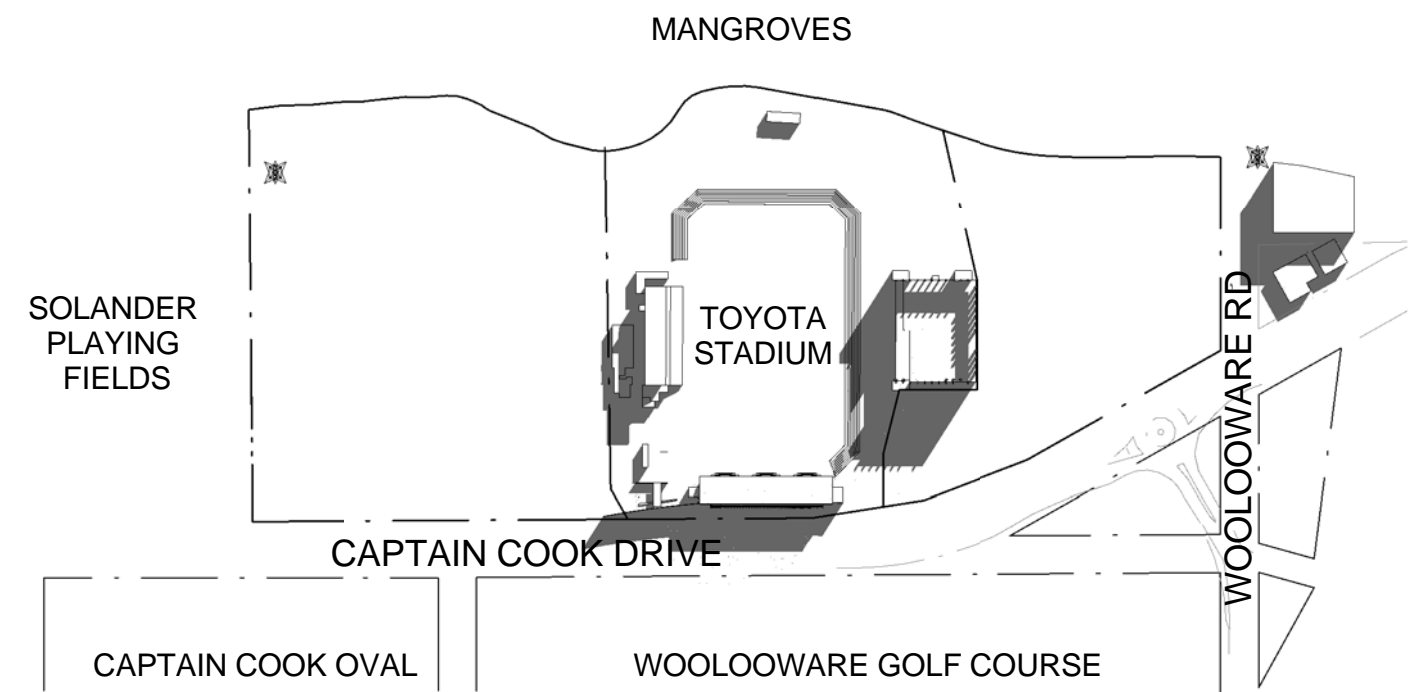 MANGROVES
SOLANDER
PLAYING
FIELDS
TOYOTA
STADIUM
WOOLOOWARE RD
CAPTAIN COOK DRIVE
CAPTAIN COOK OVAL
WOOLOOWARE GOLF COURSE